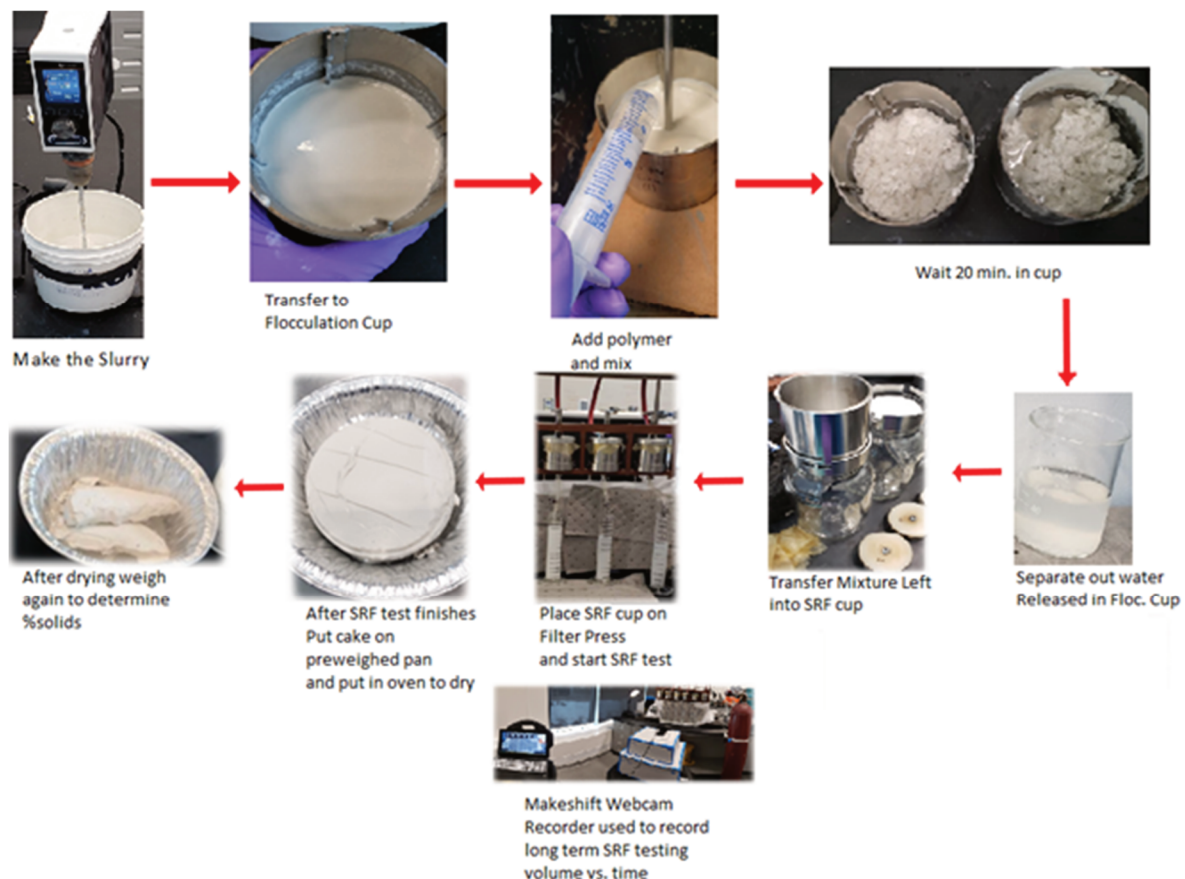 Make the Slurry
Transfer to
Flocculation Cup
Add polymer
and mix
Wait 20 min. in cup
Separate out water
Released in Floc. Cup
Transfer Mixture Left
into SRF cup
Place SRF cup on
Filter Press
and start SRF test
After SRF test finishes
Put cake on
preweighed pan
and put in oven to dry
After drying weigh
again to determine
%solids
Makeshift Webcam
Recorder used to record
long term SRF testing
volume vs. time